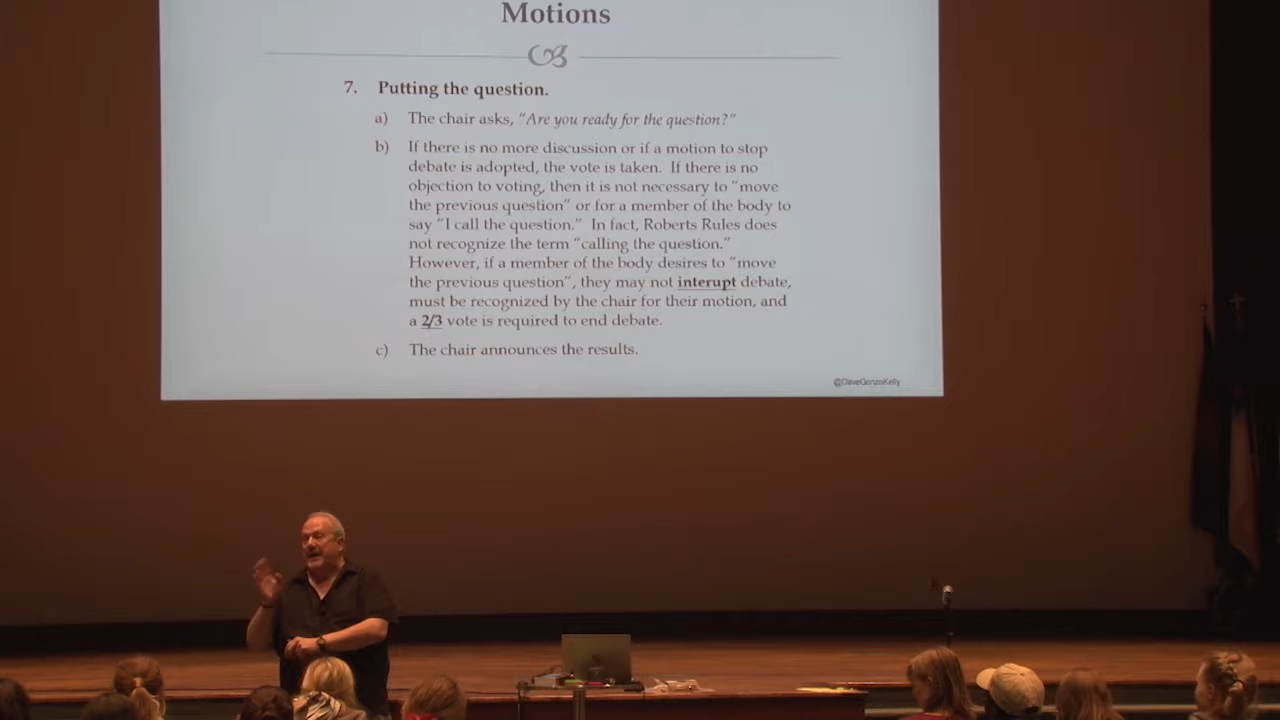 Motions
7. Putting the question.
a) The chair asks, "Are you ready for the question?"
b) If there is no more discussion or if a motion to stop
debate is adopted, the vote is taken. If there is no
objection to voting, then it is not necessary to "move
the previous question" or for a member of the body to
say "I call the question." In fact, Roberts Rules does
not recognize the term "calling the question."
However, if a member of the body desires to "move
the previous question", they may not interupt debate,
must be recognized by the chair for their motion, and
a 2/3 vote is required to end debate.
c) The chair announces the results.
@DaveGonzoKelly